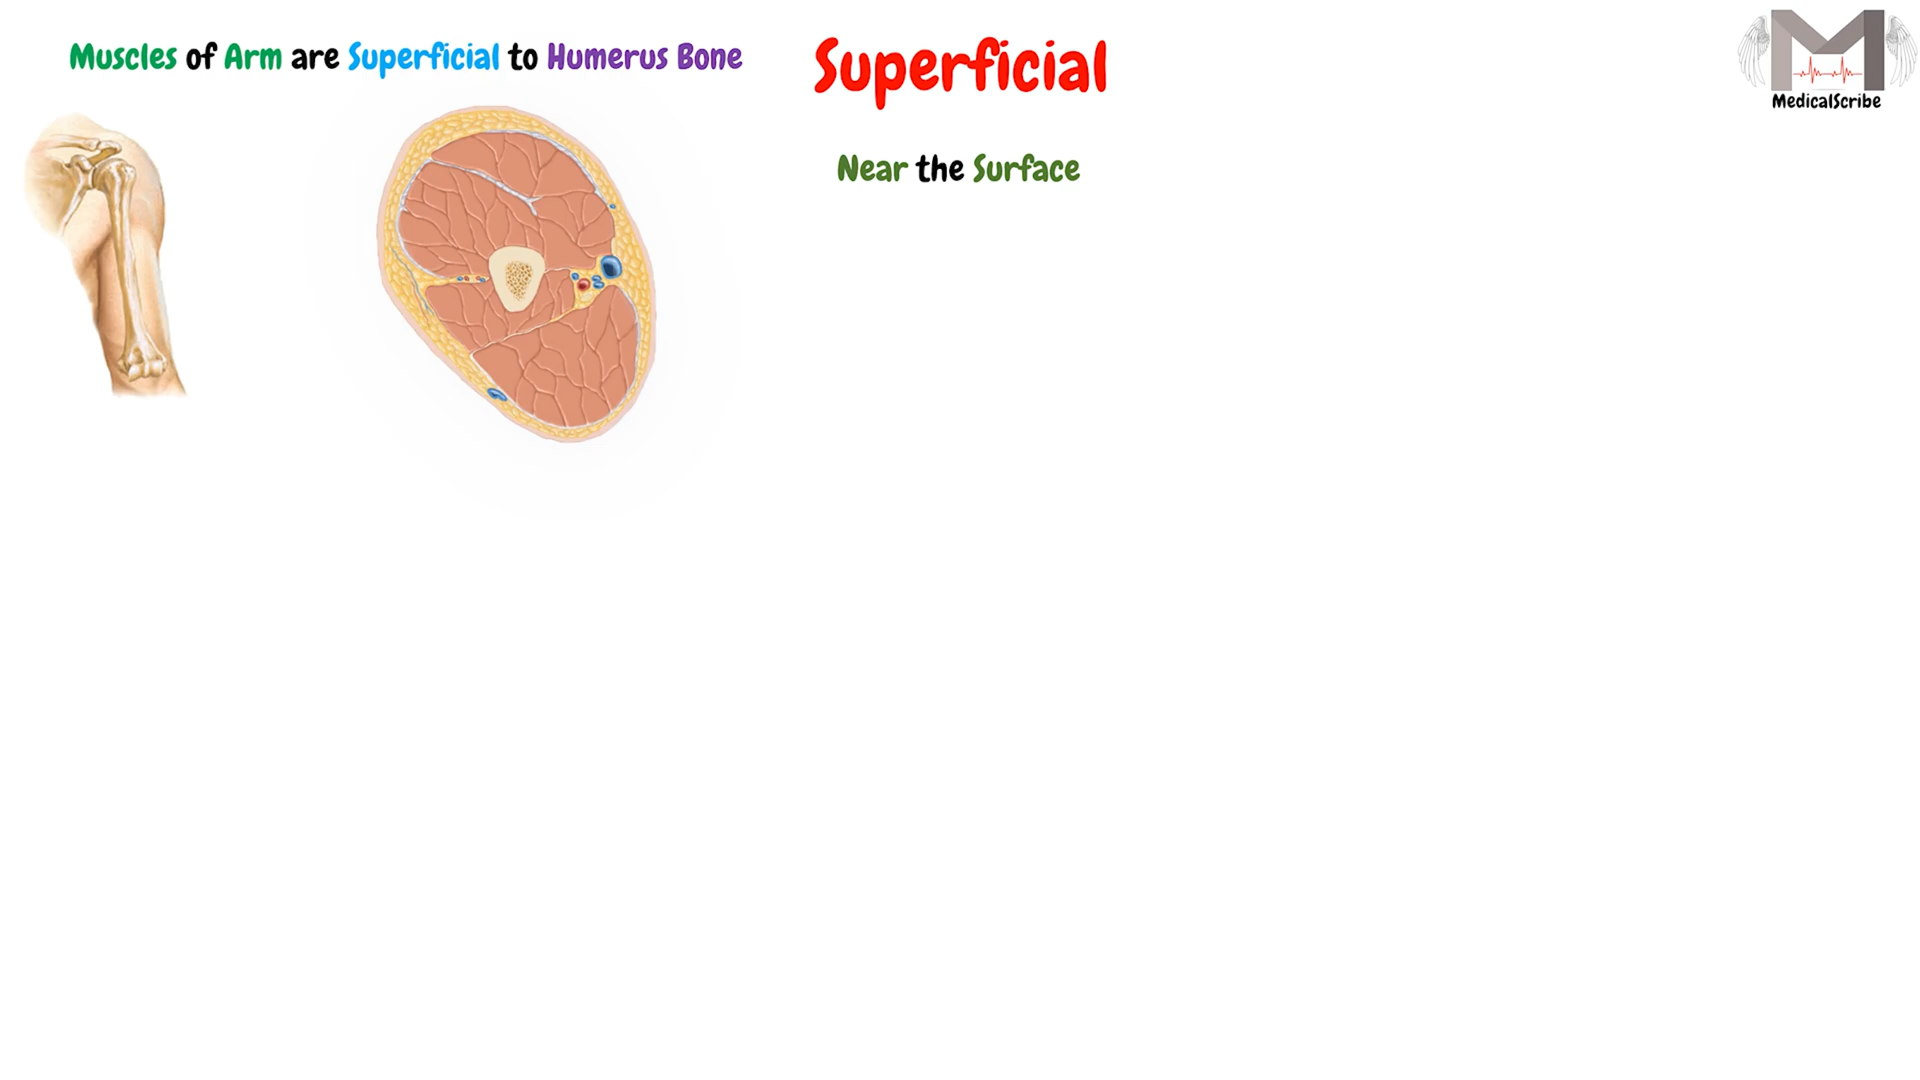 Muscles of Arm are Superficial to Humerus Bone
Superficial
Near the Surface
M
MedicalScribe